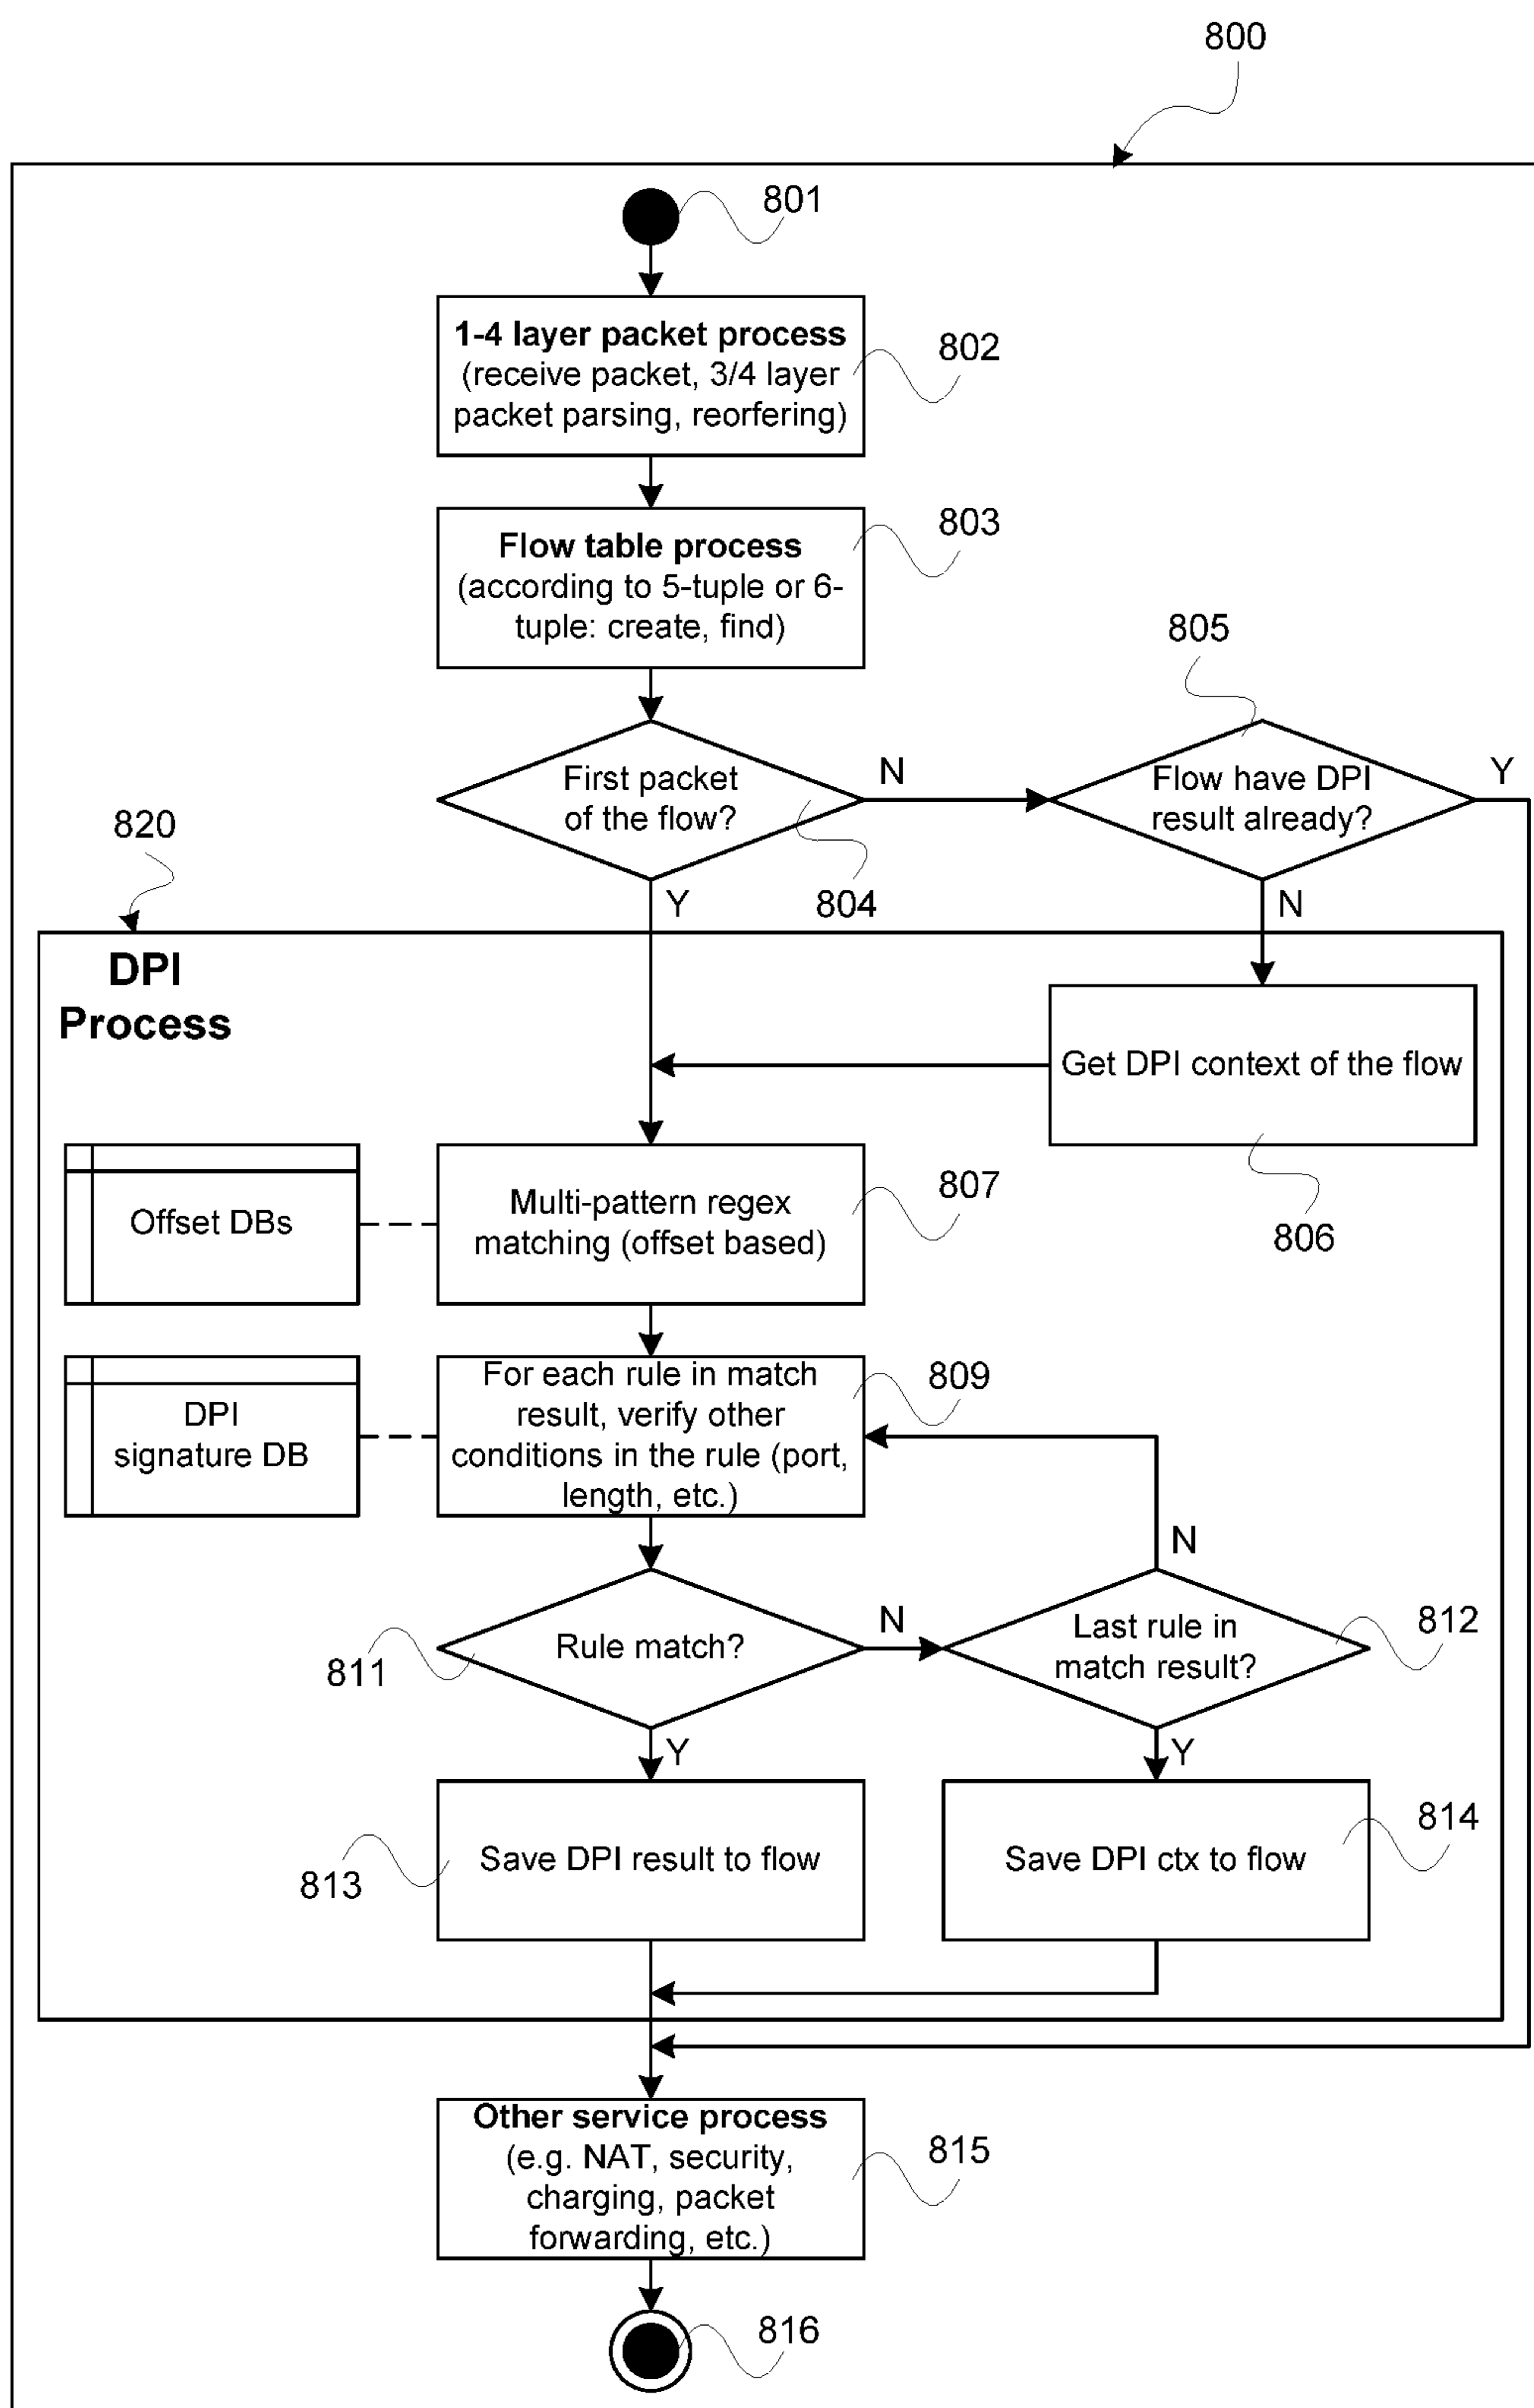 800
801
1-4 layer packet process
(receive packet, 3/4 layer
packet parsing, reorfering)
802
Flow table process
(according to 5-tuple or 6-
tuple: create, find)
803
805
First packet
of the flow?
N
Flow have DPI
result already?
Y
820
804
Y
N
DPI
Process
Get DPI context of the flow
806
Offset DBs
Multi-pattern regex
matching (offset based)
807
DPI
signature DB
For each rule in match
result, verify other
conditions in the rule (port,
length, etc.)
809
N
Rule match?
811
N
Last rule in
match result?
812
Y
Y
Save DPI result to flow
813
Save DPI ctx to flow
814
Other service process
(e.g. NAT, security,
charging, packet
forwarding, etc.)
815
816